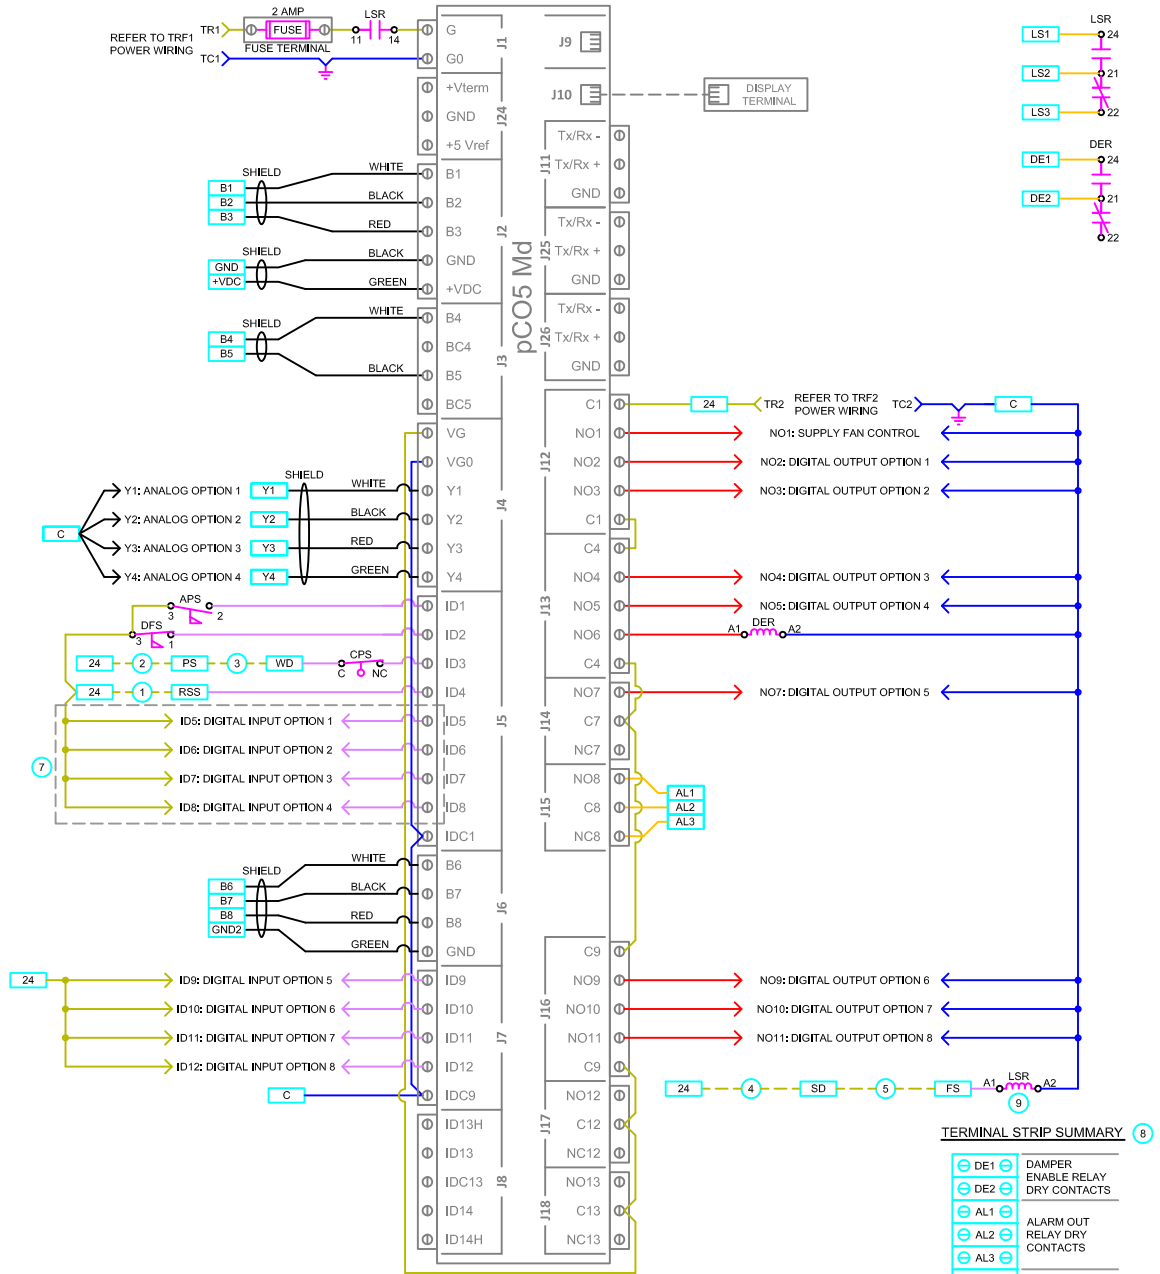 2 AMP
LSR
TR1
FUSE
11
14
REFER TO TRF1
POWER WIRING
FUSE TERMINAL
TC1
G
G0
J1
+Vterm
GND
+5 Vref
J24
SHIELD
WHITE
B1
B2
BLACK
B3
RED
B1
B2
B3
J2
SHIELD
BLACK
GND
+VDC
GREEN
GND
+VDC
WHITE
SHIELD
B4
B5
BLACK
B4
BC4
B5
BC5
J3
VG
VG0
J4
SHIELD
Y1: ANALOG OPTION 1
Y1
WHITE
Y1
Y2: ANALOG OPTION 2
Y2
BLACK
Y2
C
Y3: ANALOG OPTION 3
Y3
RED
Y3
Y4: ANALOG OPTION 4
Y4
GREEN
Y4
APS
3
2
ID1
DFS
3
1
ID2
24
2
PS
3
WD
CPS
C
NC
ID3
24
1
RSS
ID4
J5
ID5: DIGITAL INPUT OPTION 1
ID5
ID6: DIGITAL INPUT OPTION 2
ID6
7
ID7: DIGITAL INPUT OPTION 3
ID7
ID8: DIGITAL INPUT OPTION 4
ID8
IDC1
WHITE
SHIELD
B6
B7
BLACK
B8
RED
GND2
GREEN
B6
B7
B8
GND
J6
24
ID9: DIGITAL INPUT OPTION 5
ID9
ID10: DIGITAL INPUT OPTION 6
ID10
ID11: DIGITAL INPUT OPTION 7
ID11
ID12: DIGITAL INPUT OPTION 8
ID12
J7
C
IDC9
ID13H
ID13
IDC13
ID14
ID14H
J8
pCO5 Md
J9
J10
DISPLAY
TERMINAL
J11
Tx/Rx -
Tx/Rx +
GND
J25
Tx/Rx -
Tx/Rx +
GND
J26
Tx/Rx -
Tx/Rx +
GND
J12
C1
24
TR2
REFER TO TRF2
POWER WIRING
TC2
C
NO1
NO1: SUPPLY FAN CONTROL
NO2
NO2: DIGITAL OUTPUT OPTION 1
NO3
NO3: DIGITAL OUTPUT OPTION 2
C1
J13
C4
NO4
NO4: DIGITAL OUTPUT OPTION 3
NO5
NO5: DIGITAL OUTPUT OPTION 4
NO6
A1
DER
A2
C4
J14
NO7
NO7: DIGITAL OUTPUT OPTION 5
C7
NC7
J15
NO8
C8
NC8
AL1
AL2
AL3
J16
C9
NO9
NO9: DIGITAL OUTPUT OPTION 6
NO10
NO10: DIGITAL OUTPUT OPTION 7
NO11
NO11: DIGITAL OUTPUT OPTION 8
C9
24
4
SD
5
FS
A1
LSR
A2
9
J17
NO12
C12
NC12
J18
NO13
C13
NC13
LSR
LS1
24
LS2
21
LS3
22
DER
DE1
24
DE2
21
22
TERMINAL STRIP SUMMARY
8
DE1
DE2
DAMPER
ENABLE RELAY
DRY CONTACTS
AL1
AL2
AL3
ALARM OUT
RELAY DRY
CONTACTS